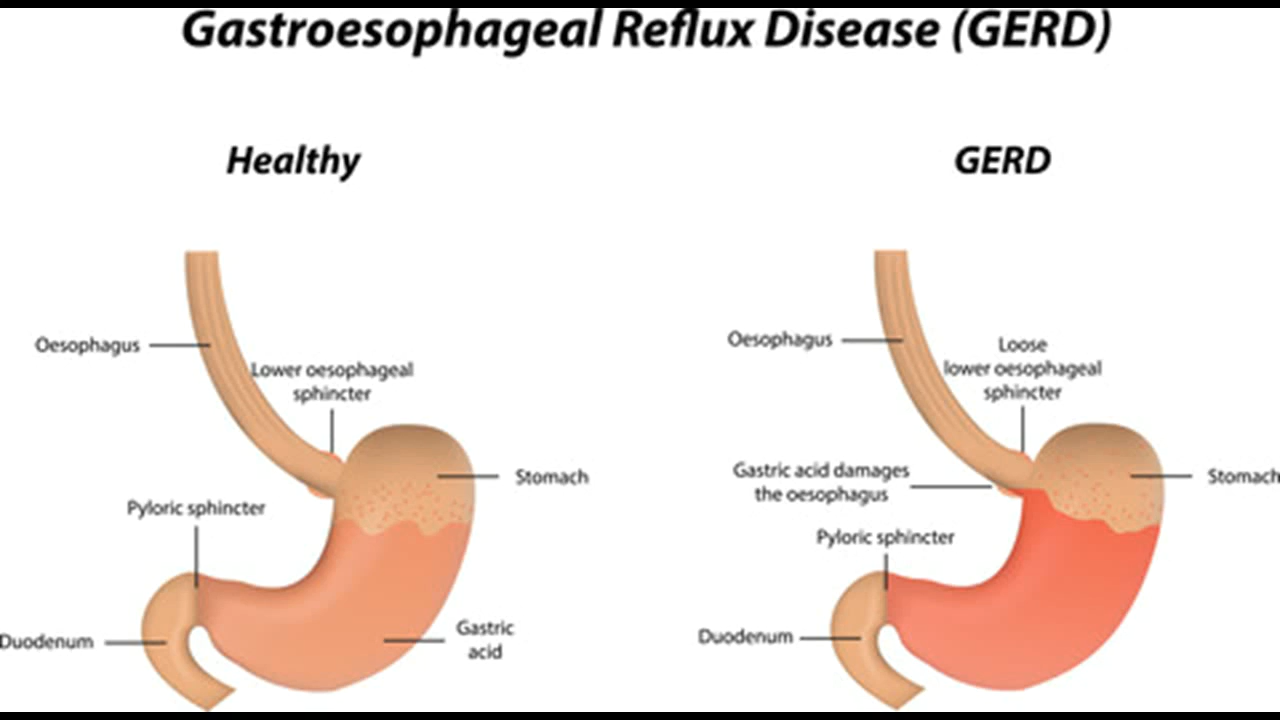 Gastroesophageal Reflux Disease (GERD)
Healthy
GERD
Oesophagus
Lower oesophageal
sphincter
Stomach
Pyloric sphincter
Duodenum
Gastric
acid
Oesophagus
Loose
lower oesophageal
sphincter
Gastric acid damages
the oesophagus
Stomach
Pyloric sphincter
Duodenum